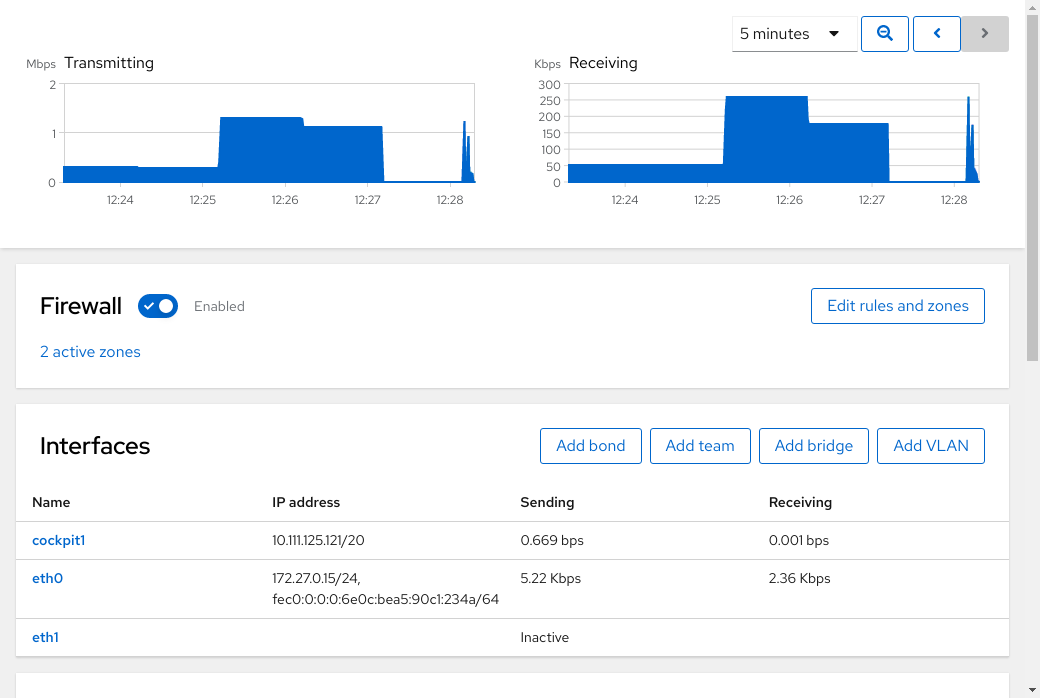 5 minutes
Mbps Transmitting
2
1
0
12:24 12:25 12:26 12:27 12:28
Kbps Receiving
300
250
200
150
100
50
0
12:24 12:25 12:26 12:27 12:28
Firewall Enabled Edit rules and zones
2 active zones
Interfaces Add bond Add team Add bridge Add VLAN
Name IP address Sending Receiving
cockpit1 10.111.125.121/20 0.669 bps 0.001 bps
eth0 172.27.0.15/24, 5.22 Kbps 2.36 Kbps
fec0:0:0:0:6e0c:bea5:90c1:234a/64
eth1 Inactive